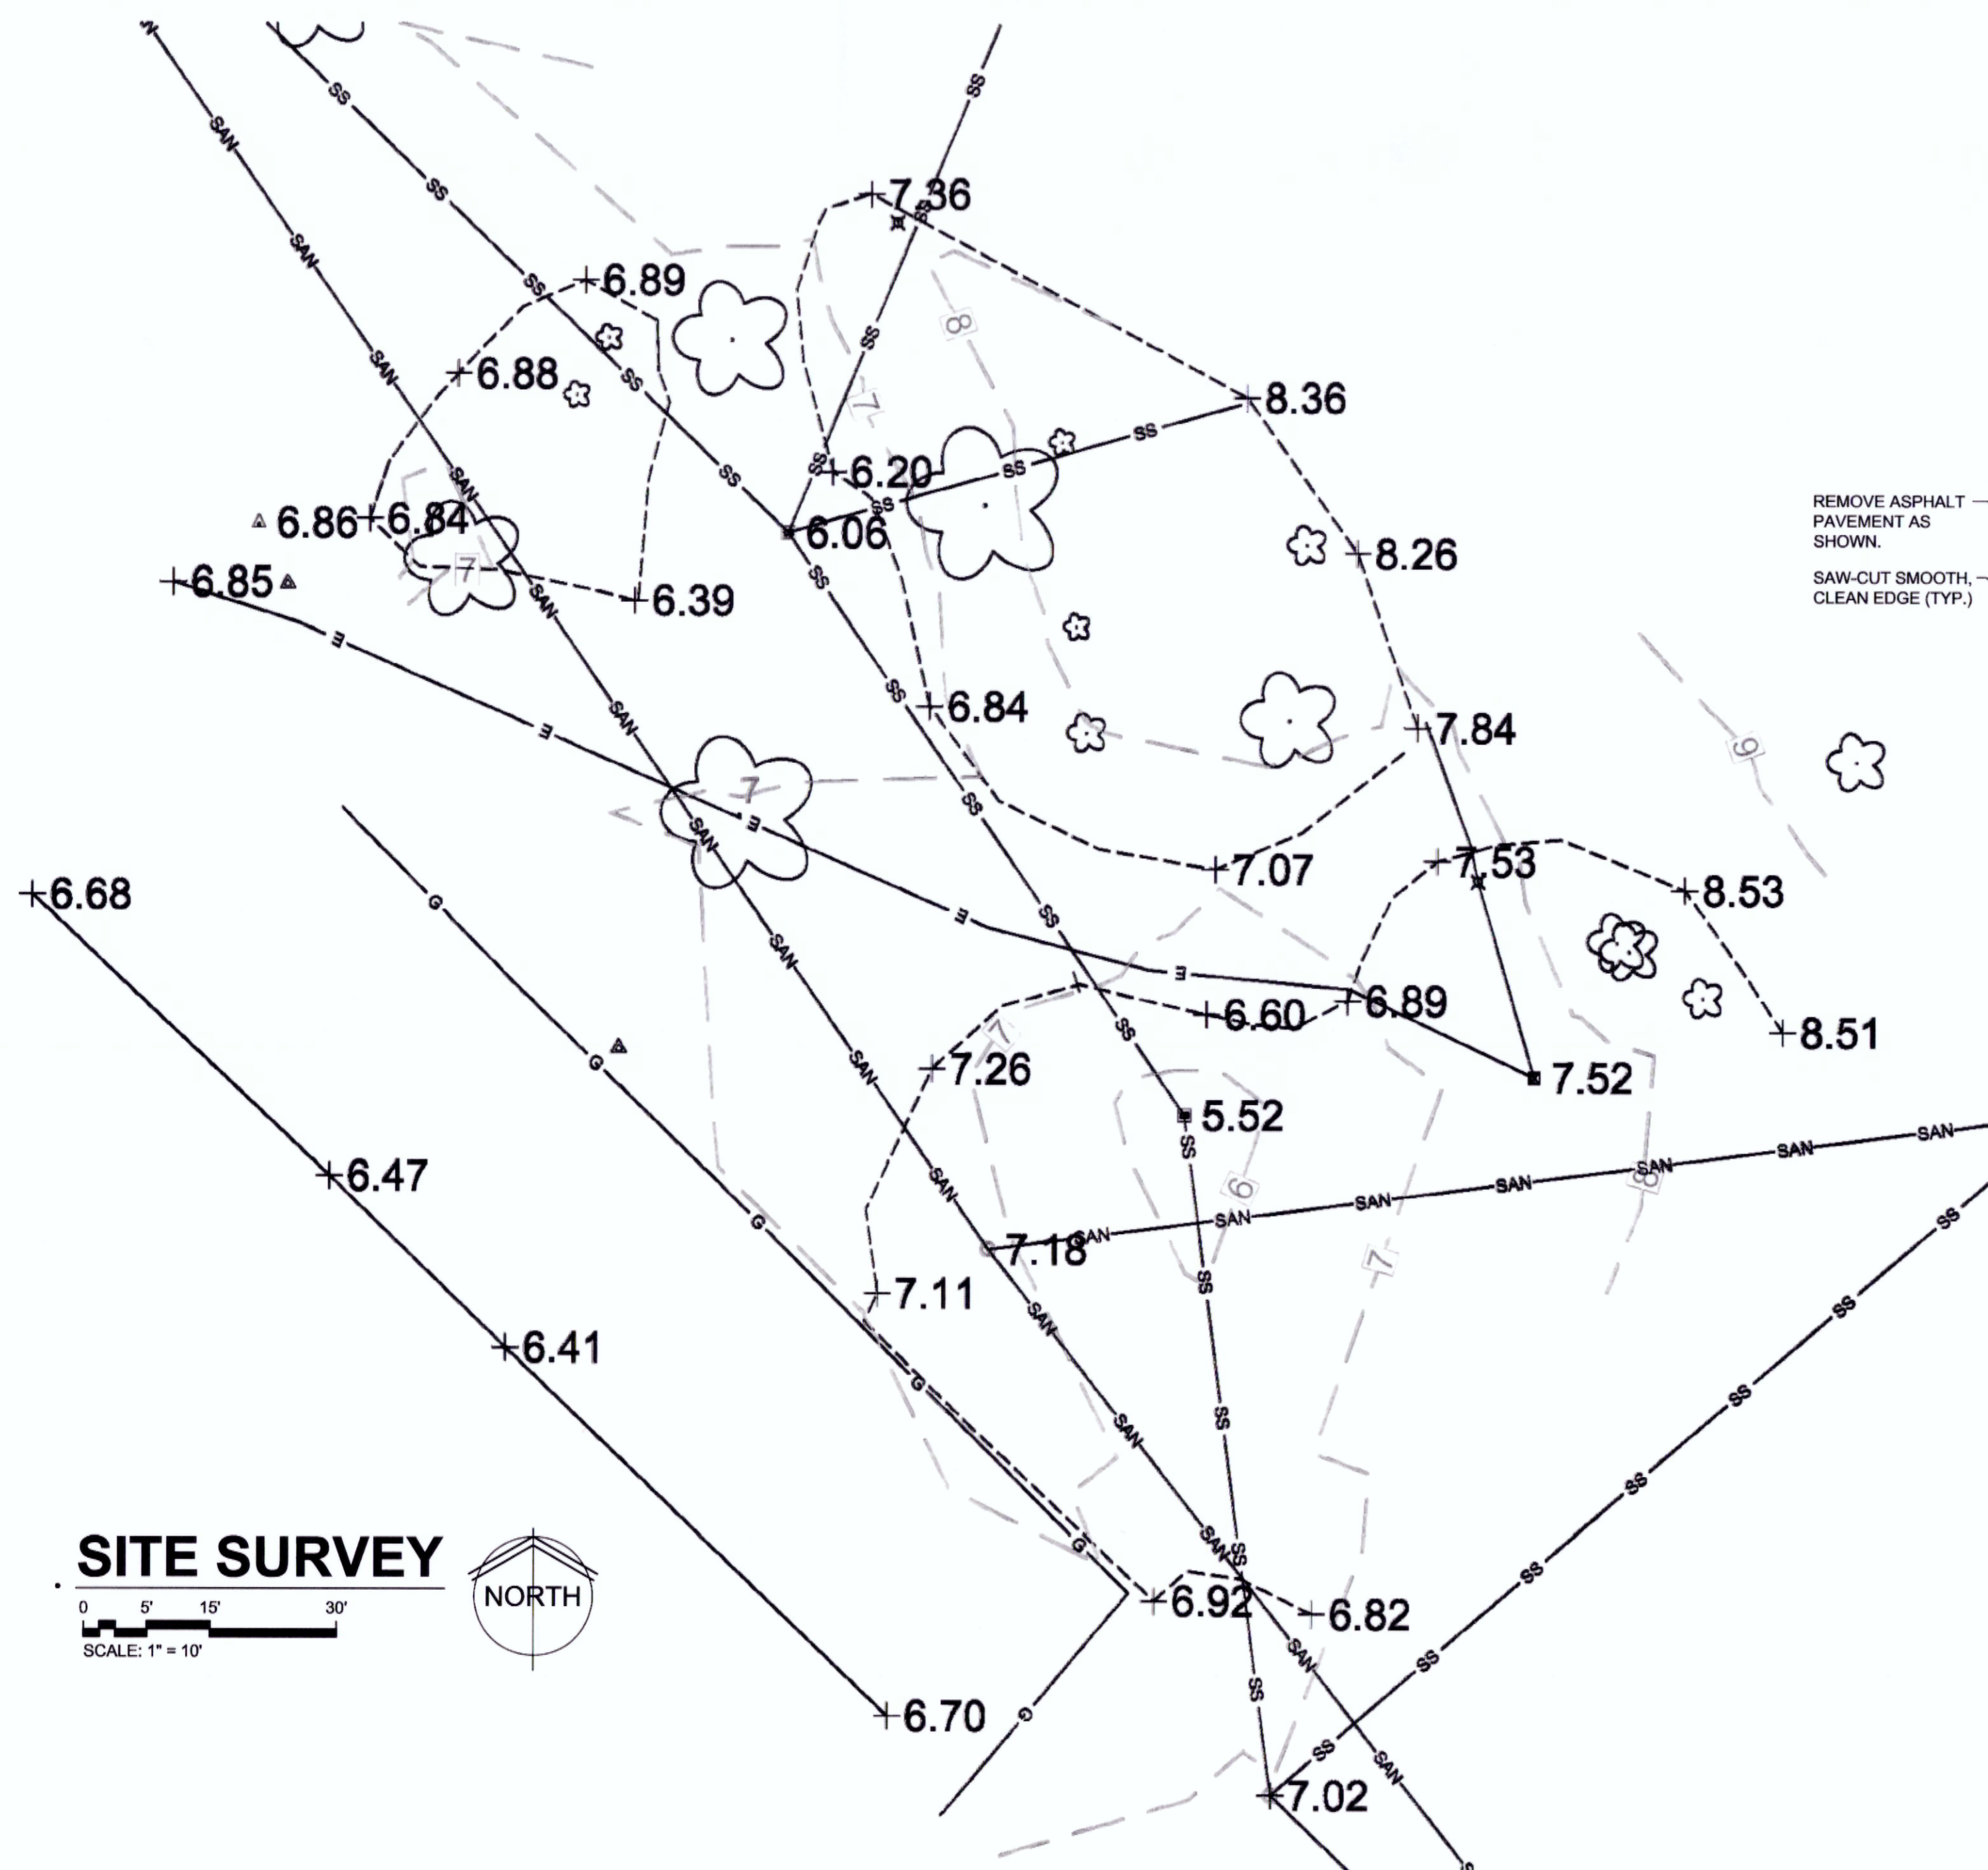 N
SS
SS
SAN
SS
7.36
SS
SAN
6.89
SS
8
SS
SAN
6.88
SS
7
8.36
SS
SAN
SS
SS
6.20
SS
SS
6.86
6.84
6.06
REMOVE ASPHALT
PAVEMENT AS
SHOWN.
8.26
7
6.85
SS
SAW-CUT SMOOTH,
CLEAN EDGE (TYP.)
SAN
6.39
E
SS
6.84
SAN
E
7.84
9
7
SS
E
SAN
7.07
7.53
6.68
G
E
SS
8.53
SAN
E
6.89
6.60
SS
7
8.51
G
SAN
7.26
7.52
5.52
SS
SAN
SAN
SAN
6.47
SAN
6
SAN
SAN
8
SAN
SAN
G
SS
7.18
7
7.11
SS
SS
SAN
6.41
G
SS
SS
SAN
SS
SITE SURVEY
NORTH
0 5' 15' 30'
SCALE: 1" = 10'
G
SAN
SS
SS
6.92
6.82
SAN
SS
SS
6.70
G
SS
SAN
7.02